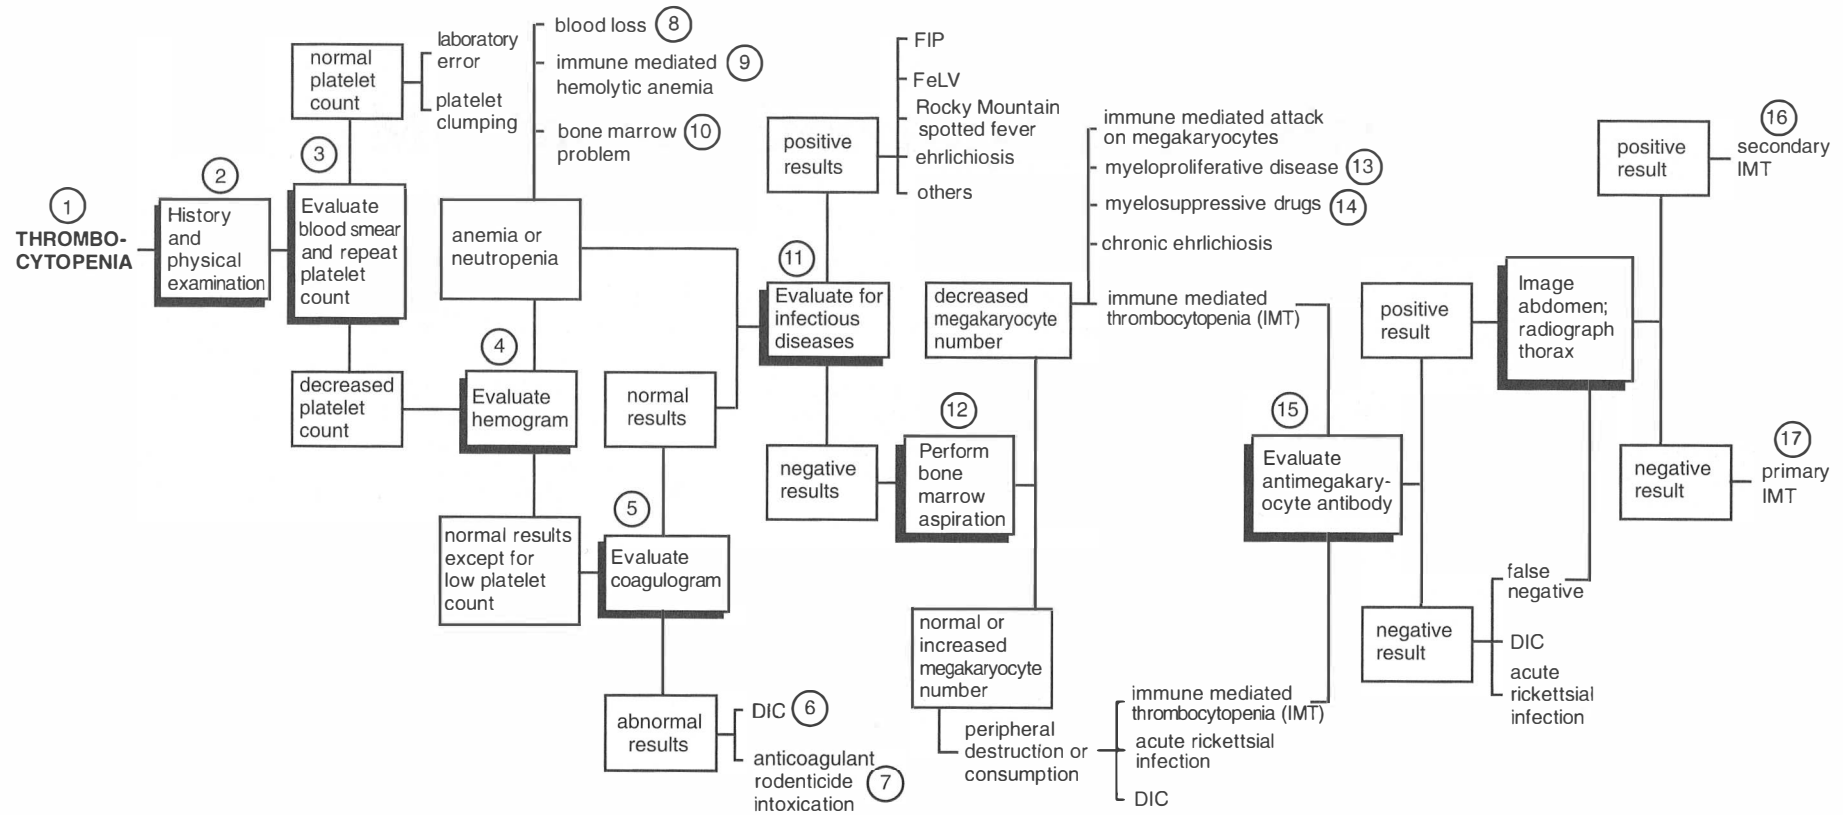 1
THROMBO-
CYTOPENIA
2
History
and
physical
examination
3
Evaluate
blood smear
and repeat
platelet
count
normal
platelet
count
laboratory
error
platelet
clumping
decreased
platelet
count
4
Evaluate
hemogram
anemia or
neutropenia
blood loss 8
immune mediated 9
hemolytic anemia
bone marrow 10
problem
normal results
except for
low platelet
count
5
Evaluate
coagulogram
normal
results
abnormal
results
DIC 6
anticoagulant
rodenticide 7
intoxication
11
Evaluate for
infectious
diseases
positive
results
FIP
FeLV
Rocky Mountain
spotted fever
ehrlichiosis
others
negative
results
12
Perform
bone
marrow
aspiration
decreased
megakaryocyte
number
immune mediated attack
on megakaryocytes
myeloproliferative disease 13
myelosuppressive drugs 14
chronic ehrlichiosis
immune mediated
thrombocytopenia (IMT)
normal or
increased
megakaryocyte
number
peripheral
destruction or
consumption
immune mediated
thrombocytopenia (IMT)
acute rickettsial
infection
DIC
15
Evaluate
antimegakary-
ocyte antibody
positive
result
negative
result
false
negative
DIC
acute
rickettsial
infection
Image
abdomen;
radiograph
thorax
positive
result
16
secondary
IMT
negative
result
17
primary
IMT